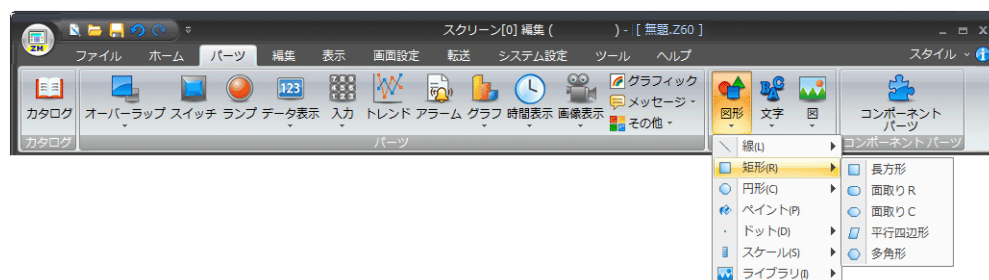 スクリーン[0] 編集 ( ) - [ 無題.Z60 ]
ZM
ファイル ホーム パーツ 編集 表示 画面設定 転送 システム設定 ツール ヘルプ スタイル
カタログ オーバーラップ スイッチ ランプ データ表示 入力 トレンド アラーム グラフ 時間表示 画像表示
123
グラフィック
メッセージ
その他
図形 文字 図
コンポーネント
パーツ
カタログ パーツ コンポーネント パーツ
線(L)
矩形(R)
円形(C)
ペイント(P)
ドット(D)
スケール(S)
ライブラリ(I)
長方形
面取り R
面取り C
平行四辺形
多角形